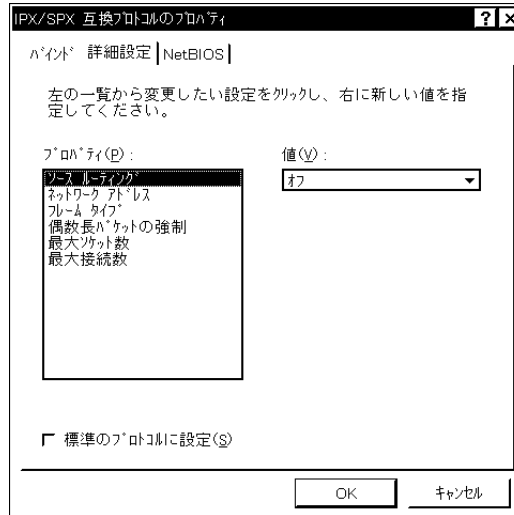 IPX/SPX 互換ﾌﾟﾛﾄｺﾙのﾌﾟﾛﾊﾟﾃｨ
ﾊﾞｲﾝﾄﾞ 詳細設定 NetBIOS
左の一覧から変更したい設定をｸﾘｯｸし、右に新しい値を指
定してください。
ﾌﾟﾛﾊﾟﾃｨ(P) :
ｿｰｽ ﾙｰﾃｨﾝｸﾞ
ﾈｯﾄﾜｰｸ ｱﾄﾞﾚｽ
ﾌﾚｰﾑ ﾀｲﾌﾟ
偶数長ﾊﾟｹｯﾄの強制
最大ｿｹｯﾄ数
最大接続数
値(V) :
ｵﾌ
標準のﾌﾟﾛﾄｺﾙに設定(S)
OK
ｷｬﾝｾﾙ